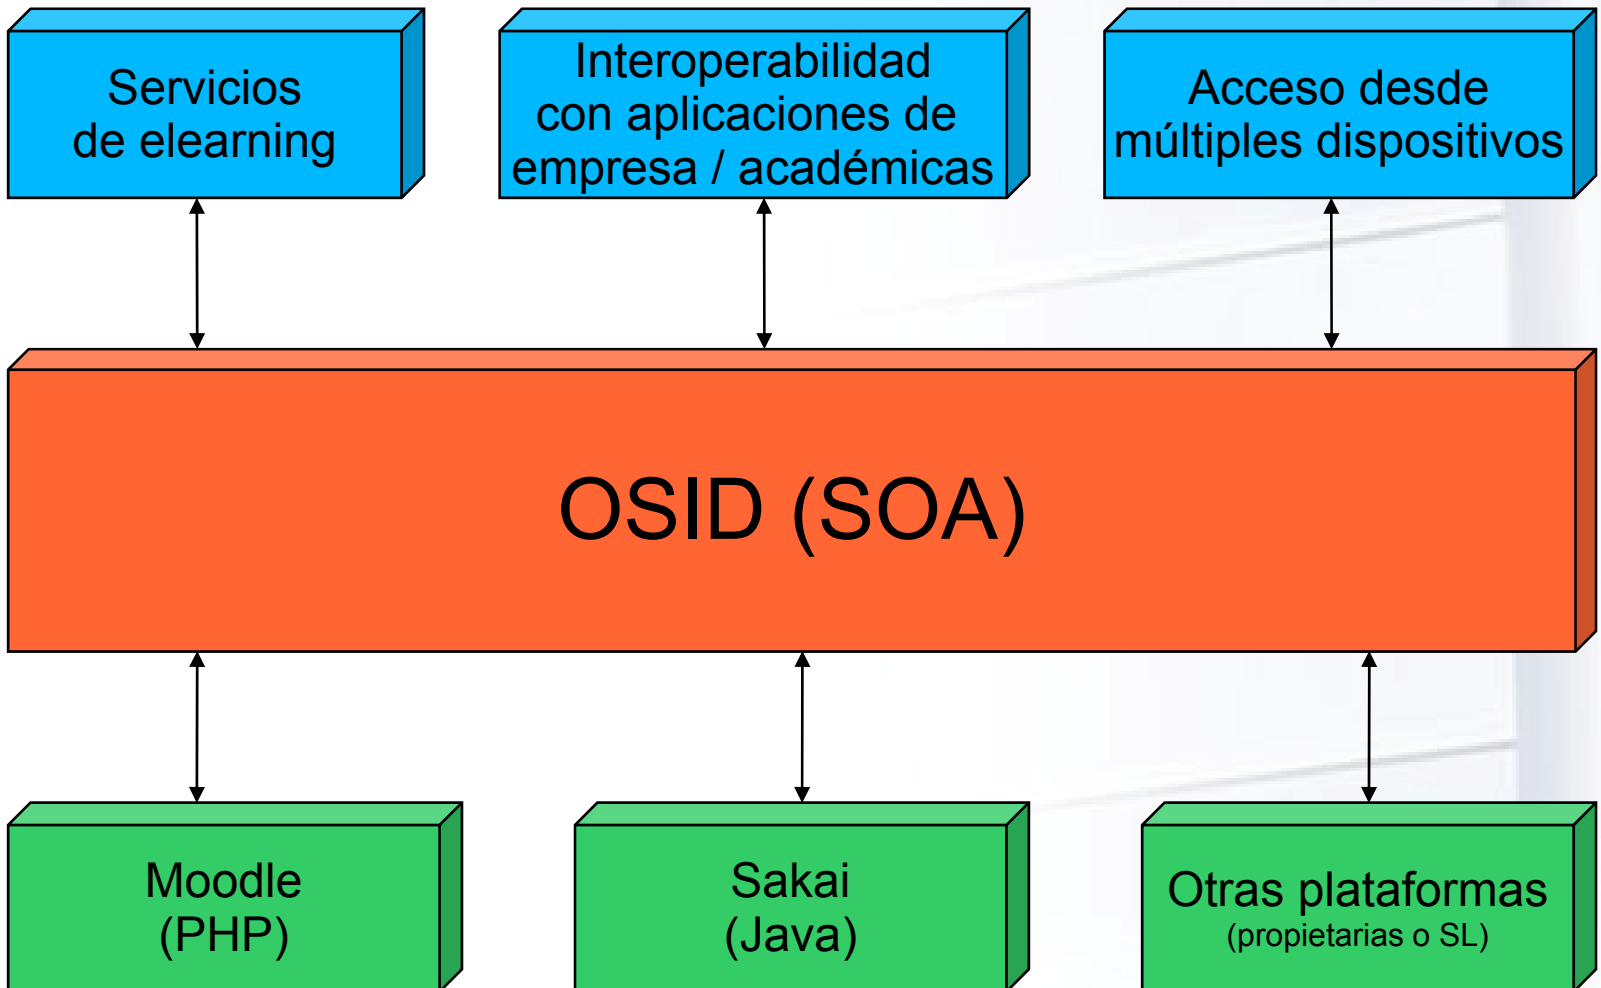 Servicios
de elearning
Interoperabilidad
con aplicaciones de
empresa / académicas
Acceso desde
múltiples dispositivos
OSID (SOA)
Moodle
(PHP)
Sakai
(Java)
Otras plataformas
(propietarias o SL)